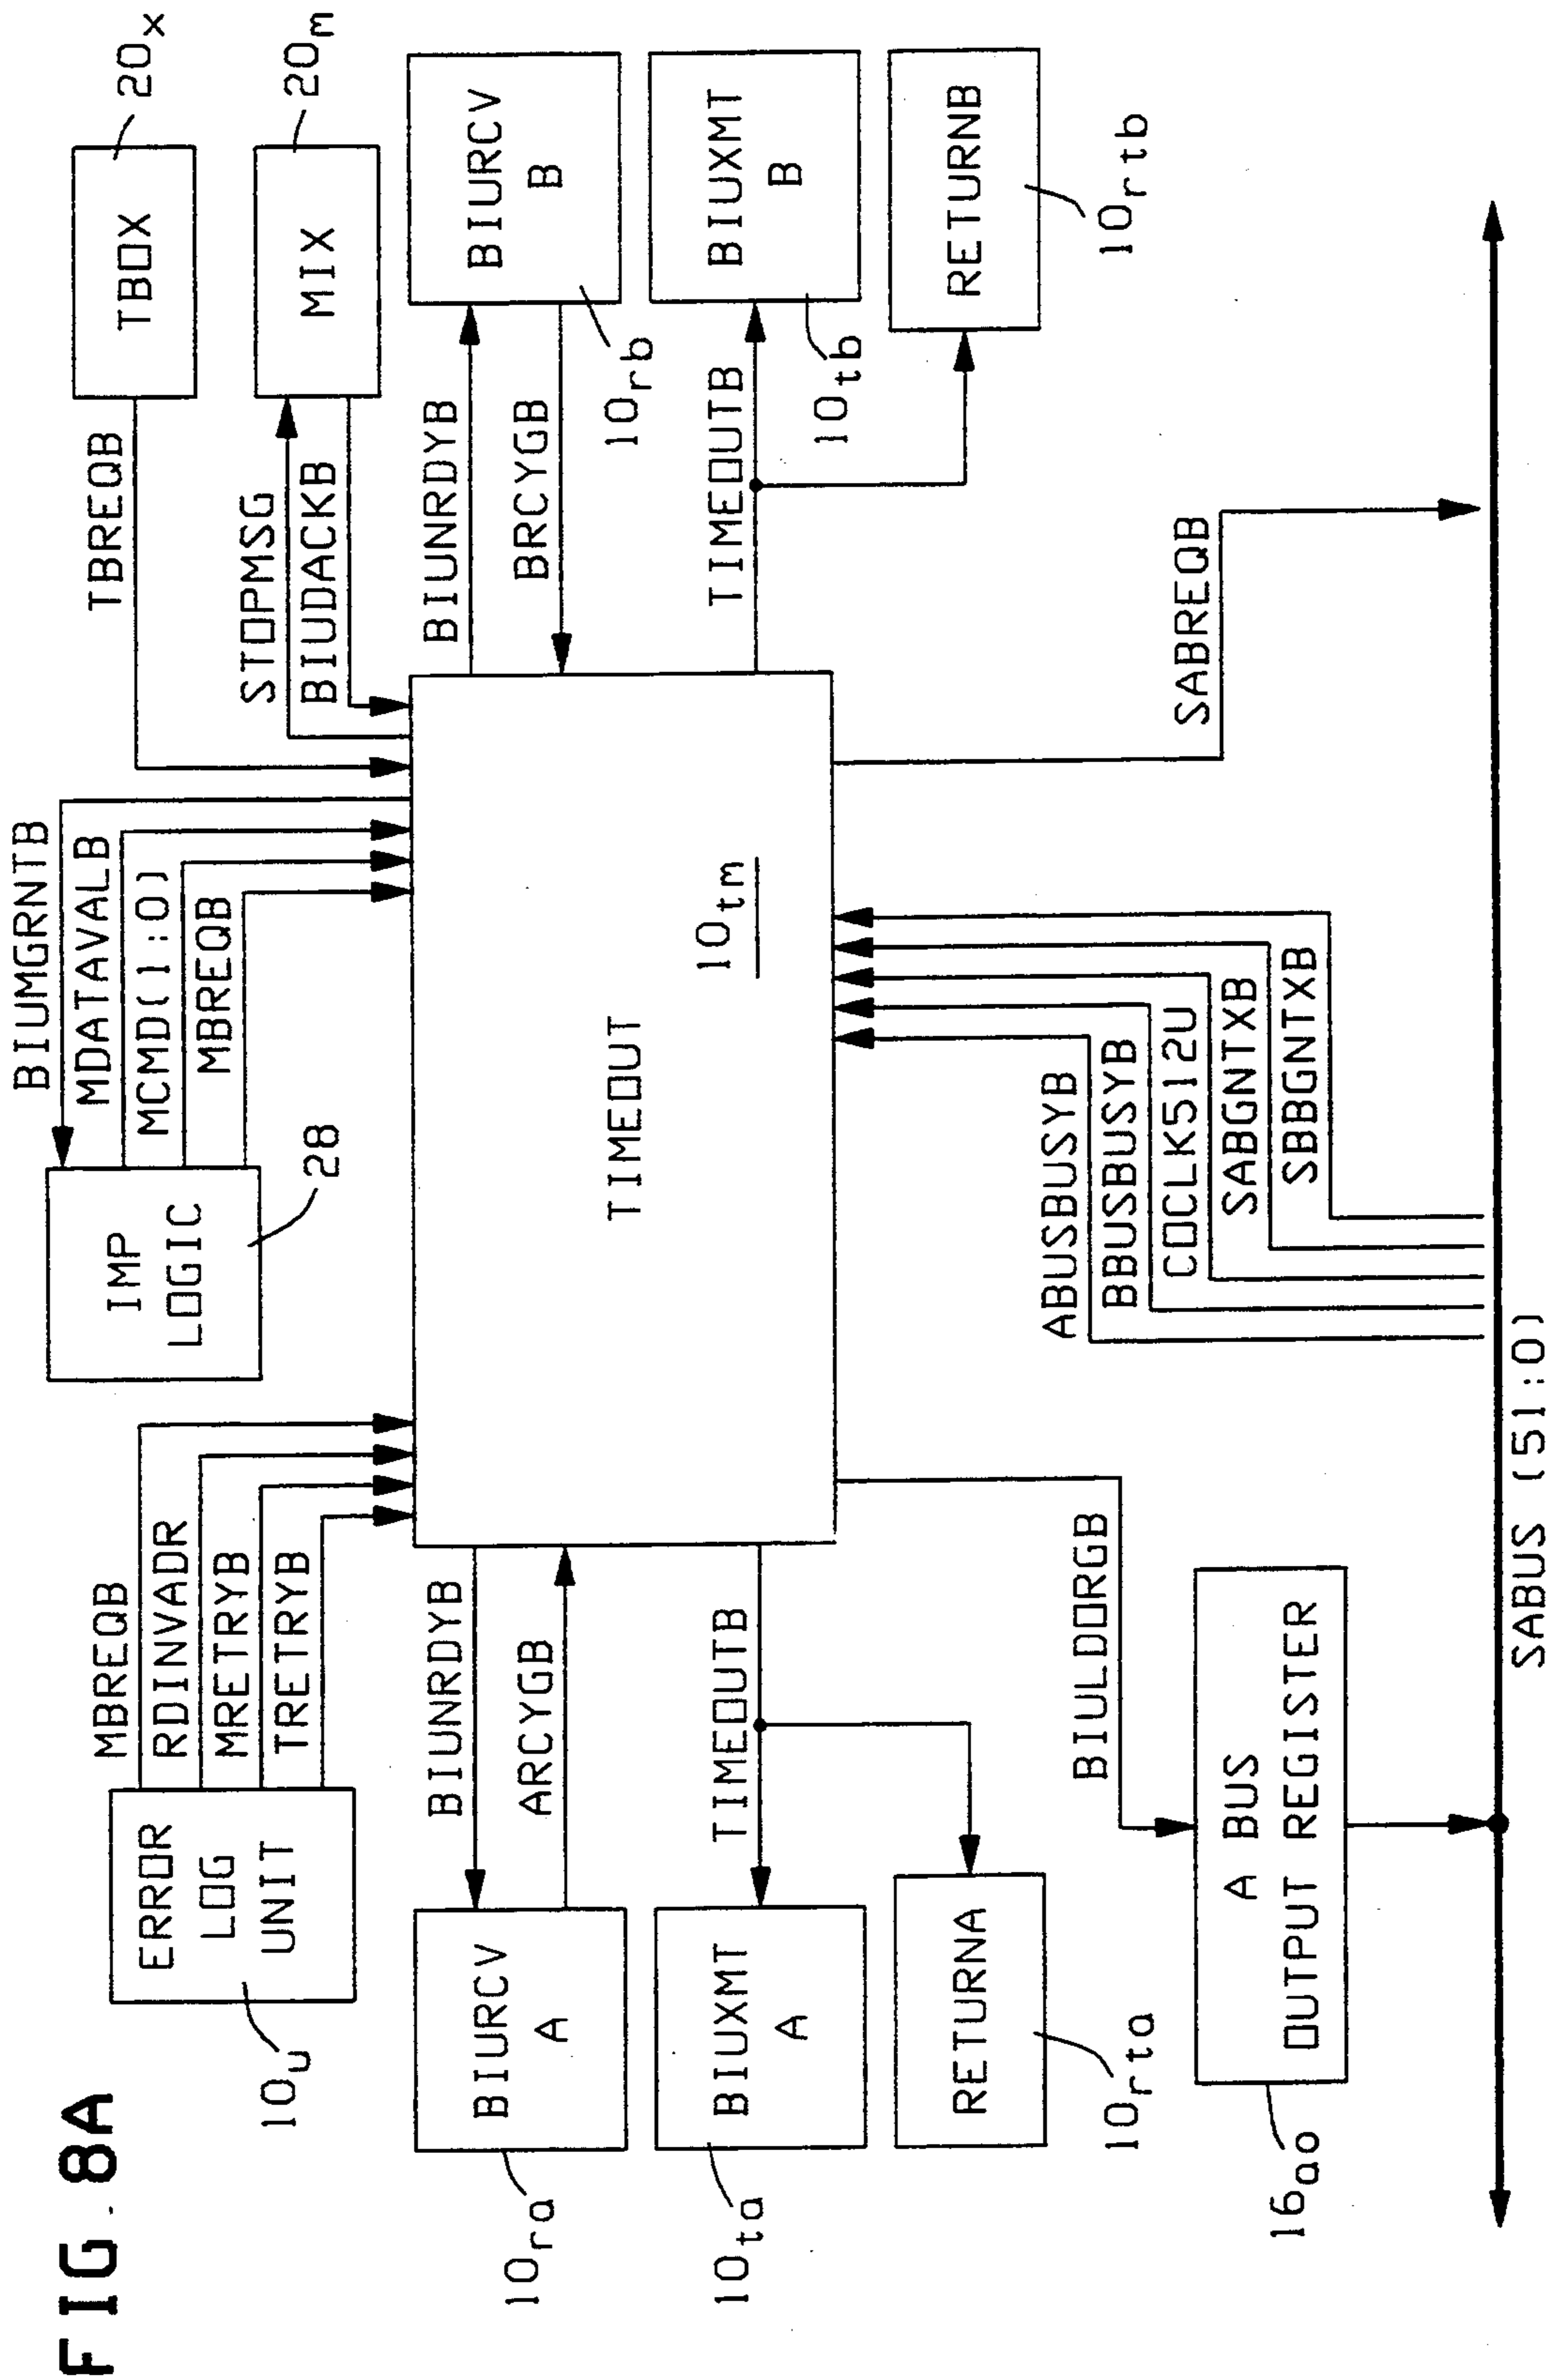 FIG. 8A
ERROR
LOG
UNIT
10u
MBREQB
RDINVADR
MRETRYB
TRETRYB
IMP
LOGIC
28
BIUMGRNTB
MDATAVALB
MCMD(1:0)
MBREQB
TBOX
20x
TBREQB
MIX
20m
STOPMSG
BIUDACKB
BIURCV
A
10ra
BIUNRDYB
ARCYGB
BIUXMT
A
10ta
TIMEOUTB
RETURNA
10rta
TIMEOUT
10tm
BIUNRDYB
BRCYGB
BIURCV
B
10rb
TIMEOUTB
BIUXMT
B
10tb
RETURNB
10rtb
BIULDORGB
A BUS
OUTPUT REGISTER
16ao
ABUSBUSYB
BBUSBUSYB
COCLK512U
SABGNTXB
SBBGNTXB
SABREQB
SABUS (51:0)